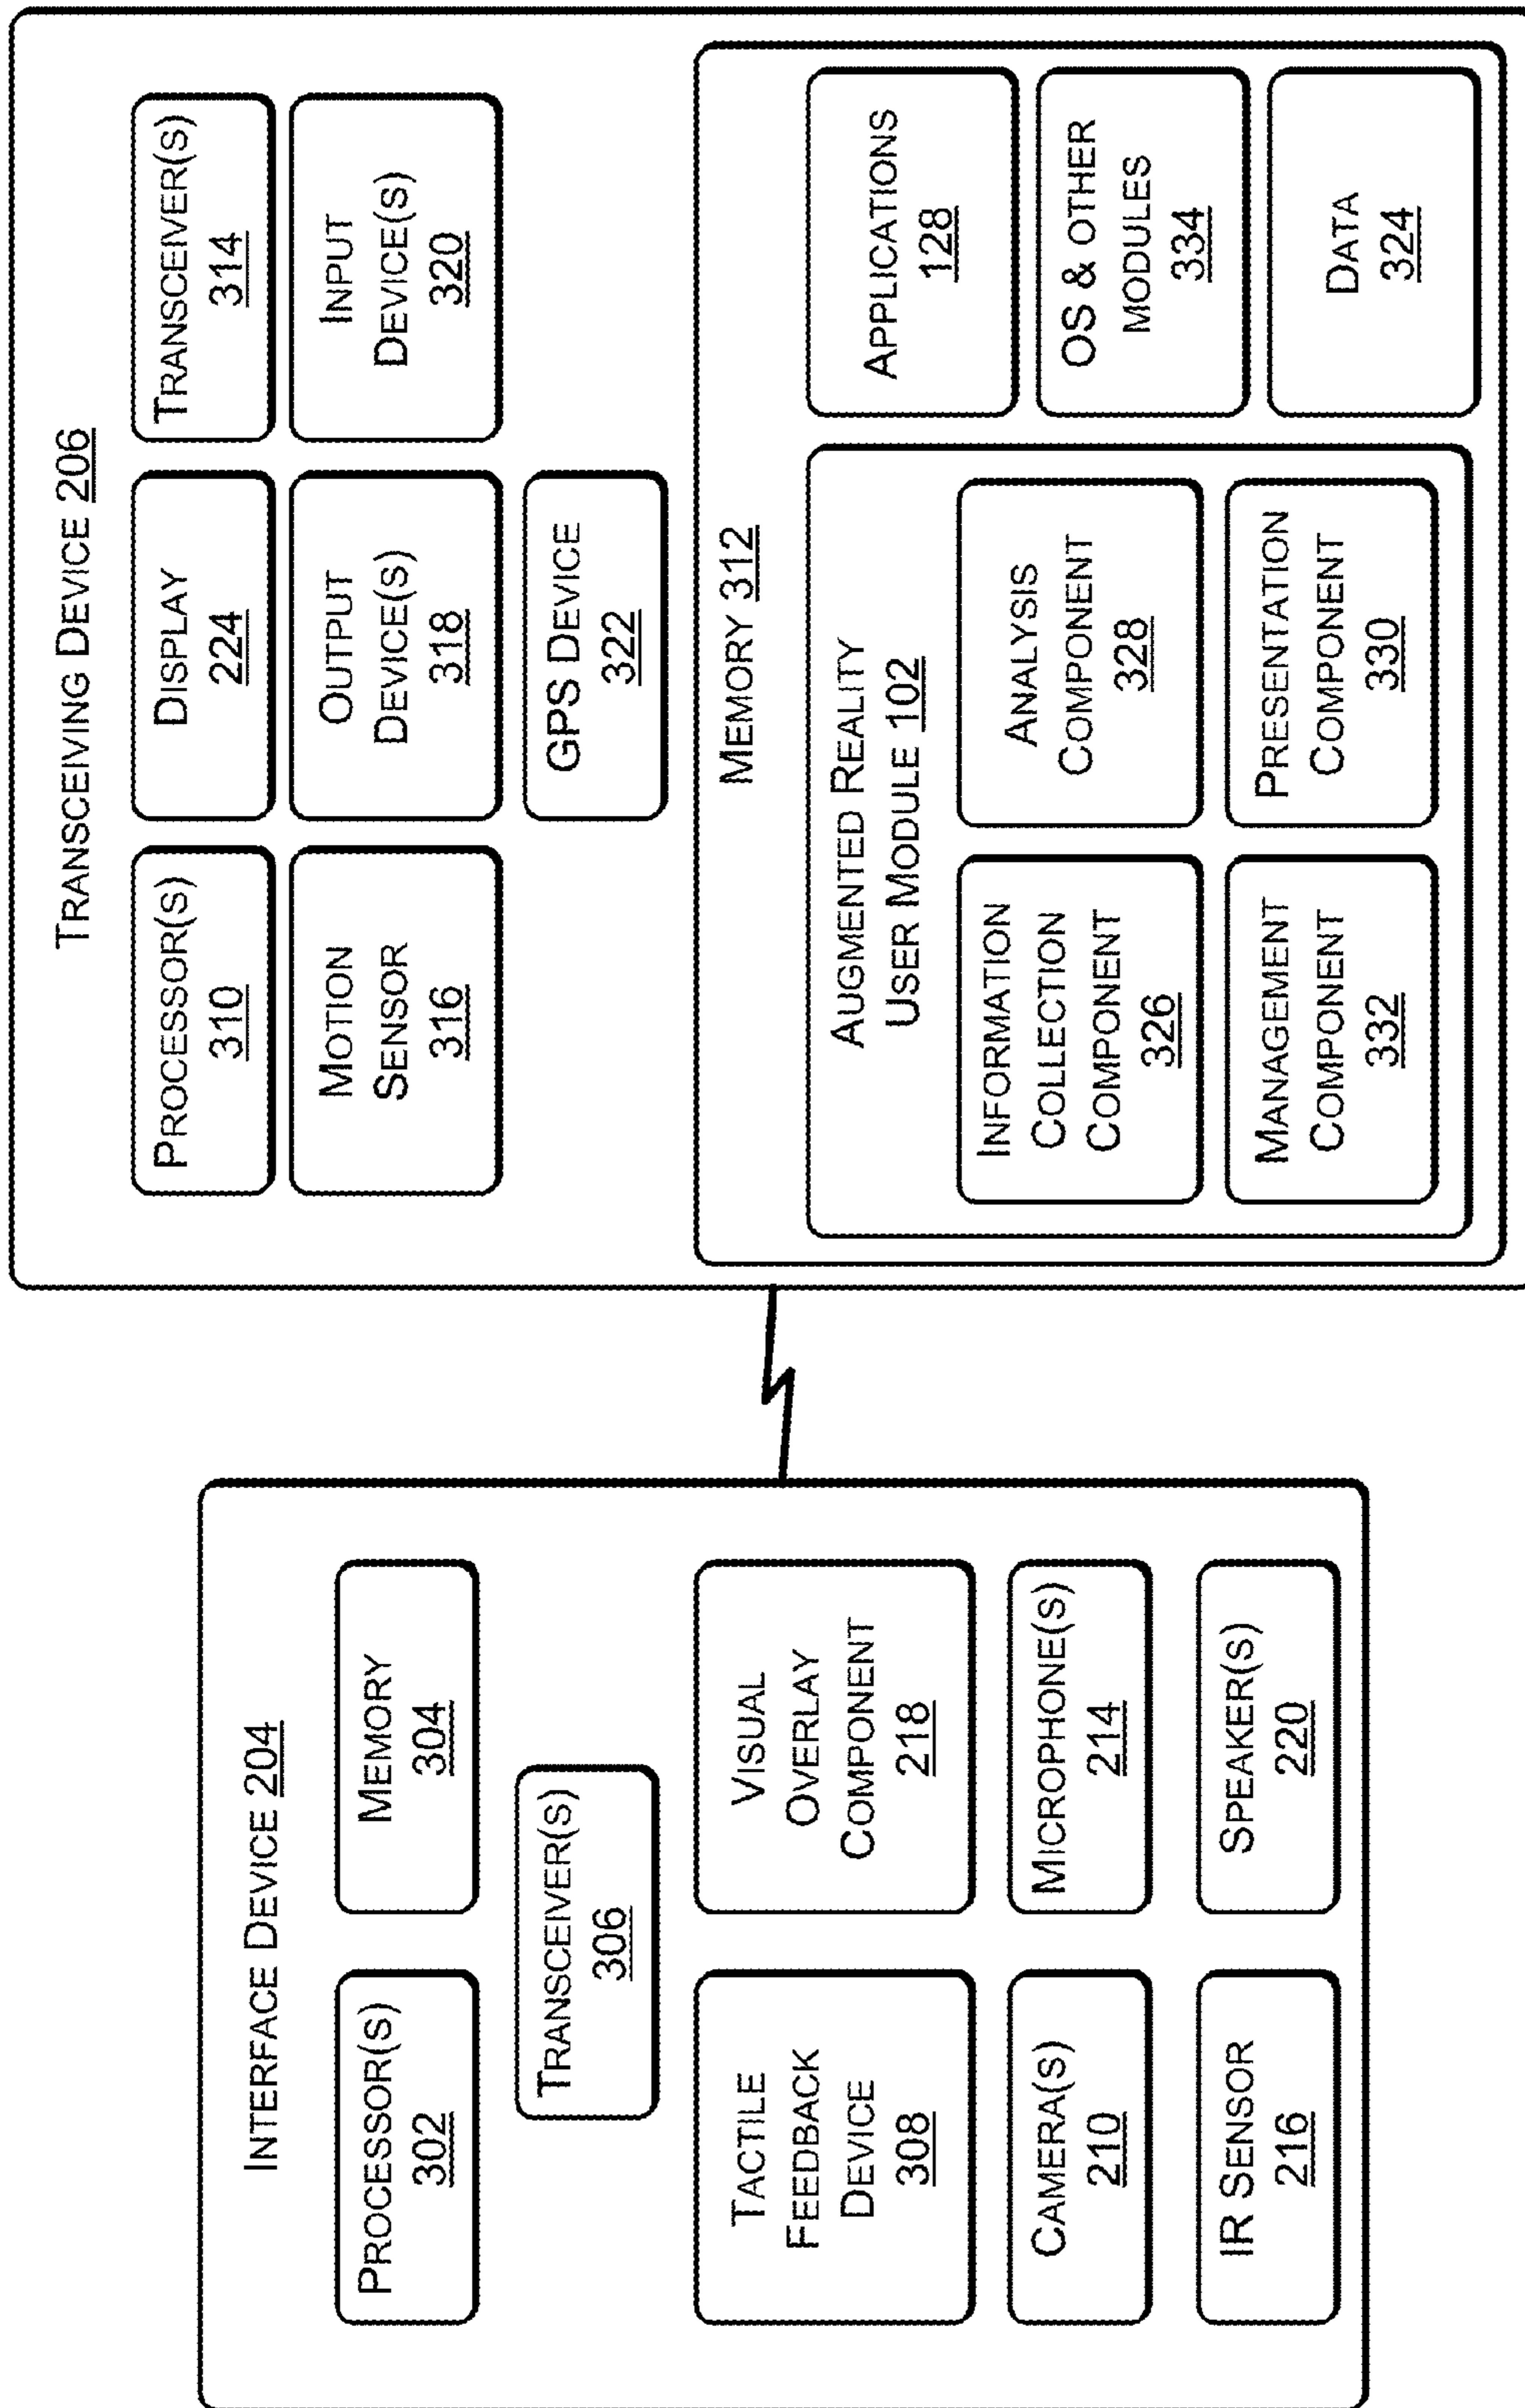 INTERFACE DEVICE 204
PROCESSOR(S)
302
MEMORY
304
TRANSCEIVER(S)
306
TACTILE
FEEDBACK
DEVICE
308
VISUAL
OVERLAY
COMPONENT
218
CAMERA(S)
210
MICROPHONE(S)
214
IR SENSOR
216
SPEAKER(S)
220
TRANSCEIVING DEVICE 206
PROCESSOR(S)
310
DISPLAY
224
TRANSCEIVER(S)
314
MOTION
SENSOR
316
OUTPUT
DEVICE(S)
318
INPUT
DEVICE(S)
320
GPS DEVICE
322
MEMORY 312
AUGMENTED REALITY
USER MODULE 102
INFORMATION
COLLECTION
COMPONENT
326
ANALYSIS
COMPONENT
328
MANAGEMENT
COMPONENT
332
PRESENTATION
COMPONENT
330
APPLICATIONS
128
OS & OTHER
MODULES
334
DATA
324